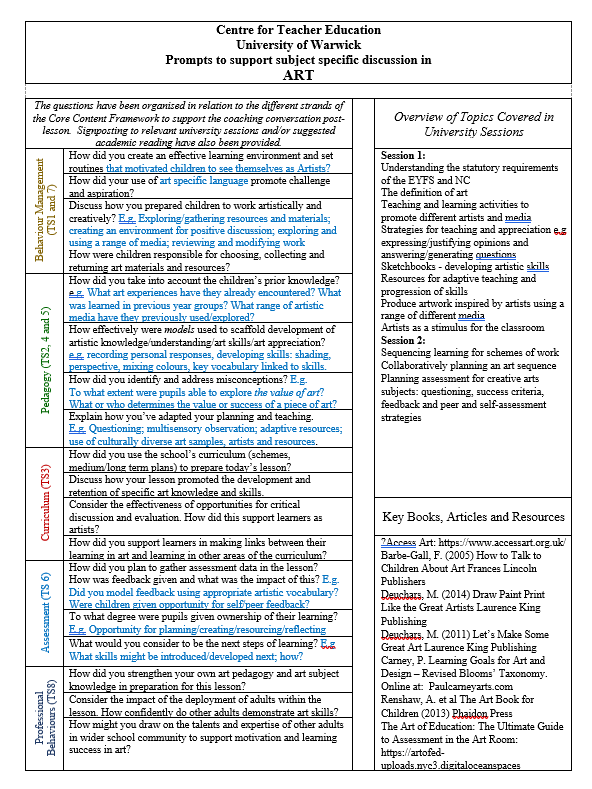 Centre for Teacher Education
University of Warwick
Prompts to support subject specific discussion in
ART
The questions have been organised in relation to the different strands of
the Core Content Framework to support the coaching conversation post-
lesson. Signposting to relevant university sessions and/or suggested
academic reading have also been provided.
Behaviour Management
(TS1 and 7)
How did you create an effective learning environment and set
routines that motivated children to see themselves as Artists?
How did your use of art specific language promote challenge
and aspiration?
Discuss how you prepared children to work artistically and
creatively? E.g. Exploring/gathering resources and materials;
creating an environment for positive discussion; exploring and
using a range of media; reviewing and modifying work
How were children responsible for choosing, collecting and
returning art materials and resources?
Pedagogy (TS2, 4 and 5)
How did you take into account the children's prior knowledge?
e.g. What art experiences have they already encountered? What
was learned in previous year groups? What range of artistic
media have they previously used/explored?
How effectively were models used to scaffold development of
artistic knowledge/understanding/art skills/art appreciation?
e.g. recording personal responses, developing skills: shading,
perspective, mixing colours, key vocabulary linked to skills.
How did you identify and address misconceptions? E.g.
To what extent were pupils able to explore the value of art?
What or who determines the value or success of a piece of art?
Explain how you've adapted your planning and teaching.
E.g. Questioning; multisensory observation; adaptive resources;
use of culturally diverse art samples, artists and resources.
Curriculum (TS3)
How did you use the school's curriculum (schemes,
medium/long term plans) to prepare today's lesson?
Discuss how your lesson promoted the development and
retention of specific art knowledge and skills.
Consider the effectiveness of opportunities for critical
discussion and evaluation. How did this support learners as
artists?
How did you support learners in making links between their
learning in art and learning in other areas of the curriculum?
Assessment (TS 6)
How did you plan to gather assessment data in the lesson?
How was feedback given and what was the impact of this? E.g.
Did you model feedback using appropriate artistic vocabulary?
Were children given opportunity for self/peer feedback?
To what degree were pupils given ownership of their learning?
E.g. Opportunity for planning/creating/resourcing/reflecting
What would you consider to be the next steps of learning? E.g.
What skills might be introduced/developed next; how?
Professional
Behaviours (TS8)
How did you strengthen your own art pedagogy and art subject
knowledge in preparation for this lesson?
Consider the impact of the deployment of adults within the
lesson. How confidently do other adults demonstrate art skills?
How might you draw on the talents and expertise of other adults
in wider school community to support motivation and learning
success in art?
Overview of Topics Covered in
University Sessions
Session 1:
Understanding the statutory requirements
of the EYFS and NC
The definition of art
Teaching and learning activities to
promote different artists and media
Strategies for teaching and appreciation e.g
expressing/justifying opinions and
answering/generating questions
Sketchbooks - developing artistic skills
Resources for adaptive teaching and
progression of skills
Produce artwork inspired by artists using a
range of different media
Artists as a stimulus for the classroom
Session 2:
Sequencing learning for schemes of work
Collaboratively planning an art sequence
Planning assessment for creative arts
subjects: questioning, success criteria,
feedback and peer and self-assessment
strategies
Key Books, Articles and Resources
?Access Art: https://www.accessart.org.uk/
Barbe-Gall, F. (2005) How to Talk to
Children About Art Frances Lincoln
Publishers
Deuchars, M. (2014) Draw Paint Print
Like the Great Artists Laurence King
Publishing
Deuchars, M. (2011) Let's Make Some
Great Art Laurence King Publishing
Carney, P. Learning Goals for Art and
Design – Revised Blooms' Taxonomy.
Online at: Paulcarneyarts.com
Renshaw, A. et al The Art Book for
Children (2013) Phaidon Press
The Art of Education: The Ultimate Guide
to Assessment in the Art Room:
https://artofed-
uploads.nyc3.digitaloceanspaces